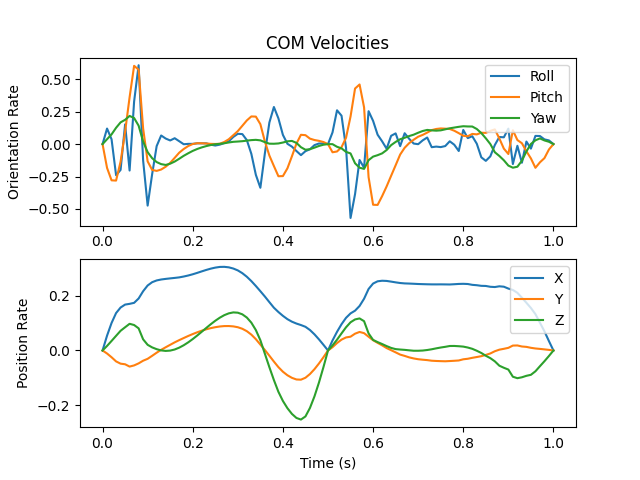 COM Velocities
Orientation Rate
0.50
0.25
0.00
−0.25
−0.50
Roll
Pitch
Yaw
0.0 0.2 0.4 0.6 0.8 1.0
Position Rate
0.2
0.0
−0.2
X
Y
Z
0.0 0.2 0.4 0.6 0.8 1.0
Time (s)